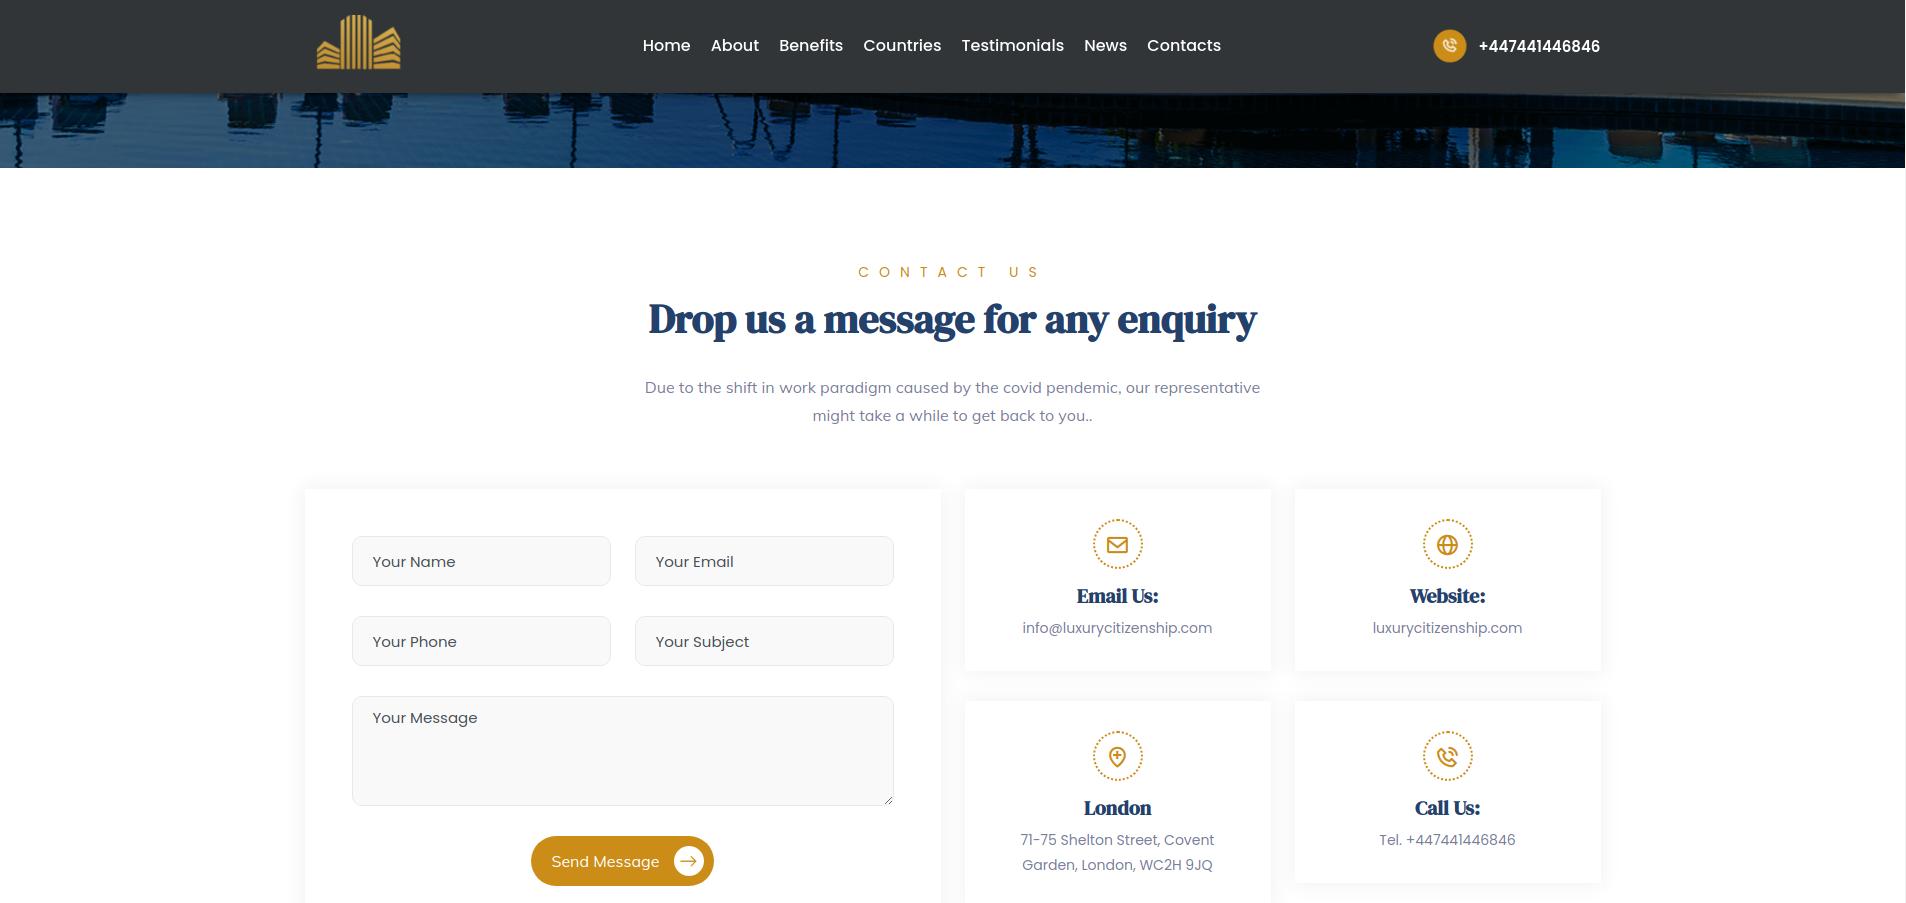 Home About Benefits Countries Testimonials News Contacts +447441446846
CONTACT US
Drop us a message for any enquiry
Due to the shift in work paradigm caused by the covid pendemic, our representative
might take a while to get back to you..
Your Name
Your Email
Your Phone
Your Subject
Your Message
Send Message
Email Us:
info@luxurycitizenship.com
Website:
luxurycitizenship.com
London
71-75 Shelton Street, Covent
Garden, London, WC2H 9JQ
Call Us:
Tel. +447441446846